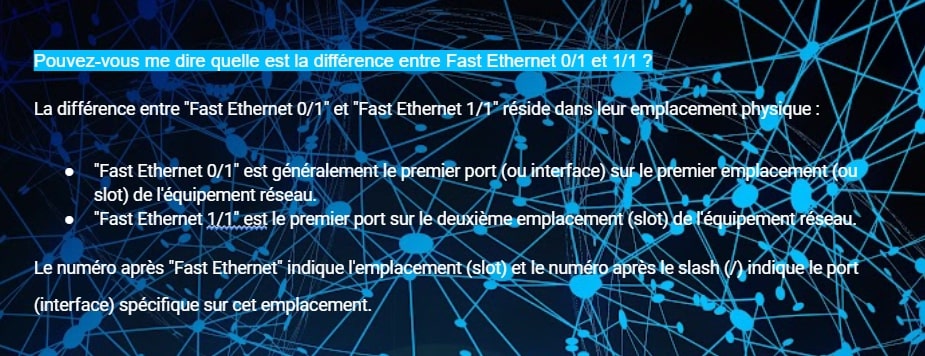 Pouvez-vous me dire quelle est la différence entre Fast Ethernet 0/1 et 1/1 ?
La différence entre "Fast Ethernet 0/1" et "Fast Ethernet 1/1" réside dans leur emplacement physique :
● "Fast Ethernet 0/1" est généralement le premier port (ou interface) sur le premier emplacement (ou
slot) de l'équipement réseau.
● "Fast Ethernet 1/1" est le premier port sur le deuxième emplacement (slot) de l'équipement réseau.
Le numéro après "Fast Ethernet" indique l'emplacement (slot) et le numéro après le slash (/) indique le port
(interface) spécifique sur cet emplacement.